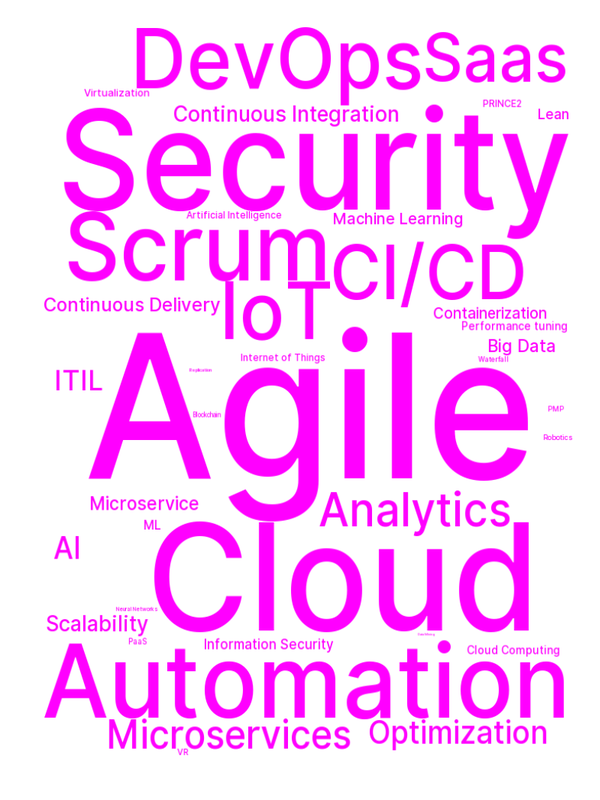 DevOps
Saas
Virtualization
PRINCE2
Continuous Integration
Lean
Security
Artificial Intelligence
Machine Learning
Scrum
CI/CD
IoT
Continuous Delivery
Containerization
Performance tuning
Big Data
Internet of Things
Waterfall
Agile
ITIL
Blockchain
PMP
Robotics
Microservice
Analytics
ML
AI
Cloud
Neural Networks
Scalability
PaaS
Information Security
Cloud Computing
Automation
Microservices
Optimization
VR